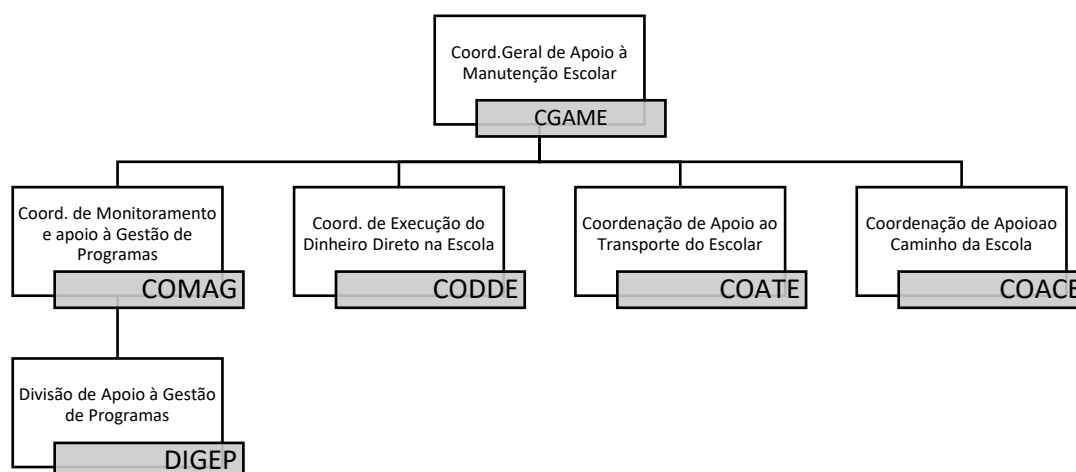 Coord.Geral de Apoio à
Manutenção Escolar
CGAME
Coord. de Monitoramento
e apoio à Gestão de
Programas
COMAG
Coord. de Execução do
Dinheiro Direto na Escola
CODDE
Coordenação de Apoio ao
Transporte do Escolar
COATE
Coordenação de Apoioao
Caminho da Escola
COACE
Divisão de Apoio à Gestão
de Programas
DIGEP